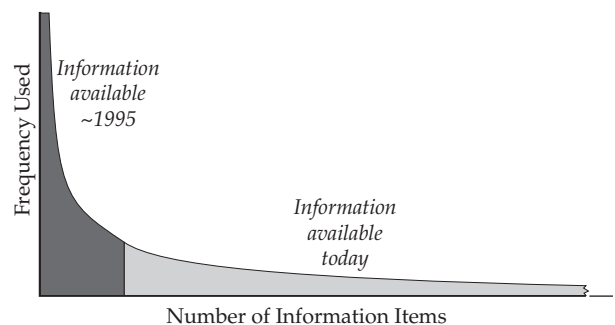 Frequency Used
Information
available
~1995
Information
available
today
Number of Information Items